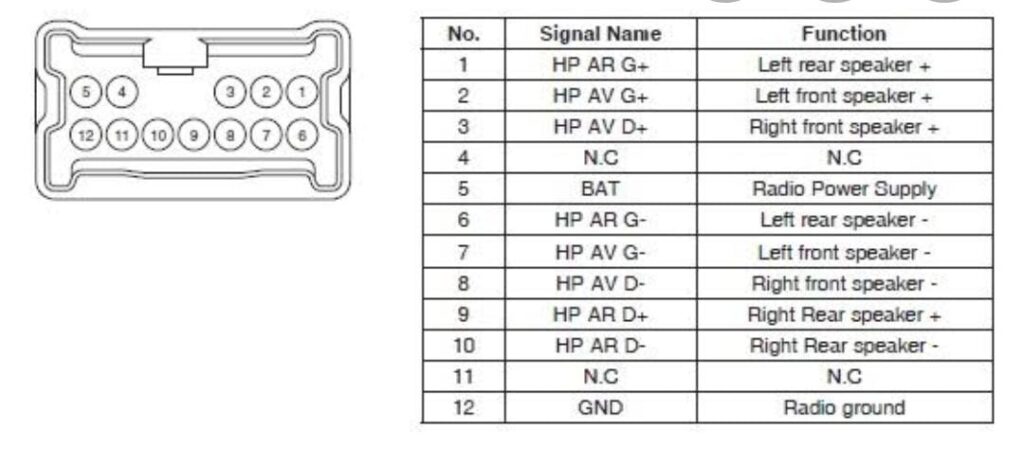 5 4 3 2 1
12 11 10 9 8 7 6
No. Signal Name Function
1 HP AR G+ Left rear speaker +
2 HP AV G+ Left front speaker +
3 HP AV D+ Right front speaker +
4 N.C N.C
5 BAT Radio Power Supply
6 HP AR G- Left rear speaker -
7 HP AV G- Left front speaker -
8 HP AV D- Right front speaker -
9 HP AR D+ Right Rear speaker +
10 HP AR D- Right Rear speaker -
11 N.C N.C
12 GND Radio ground